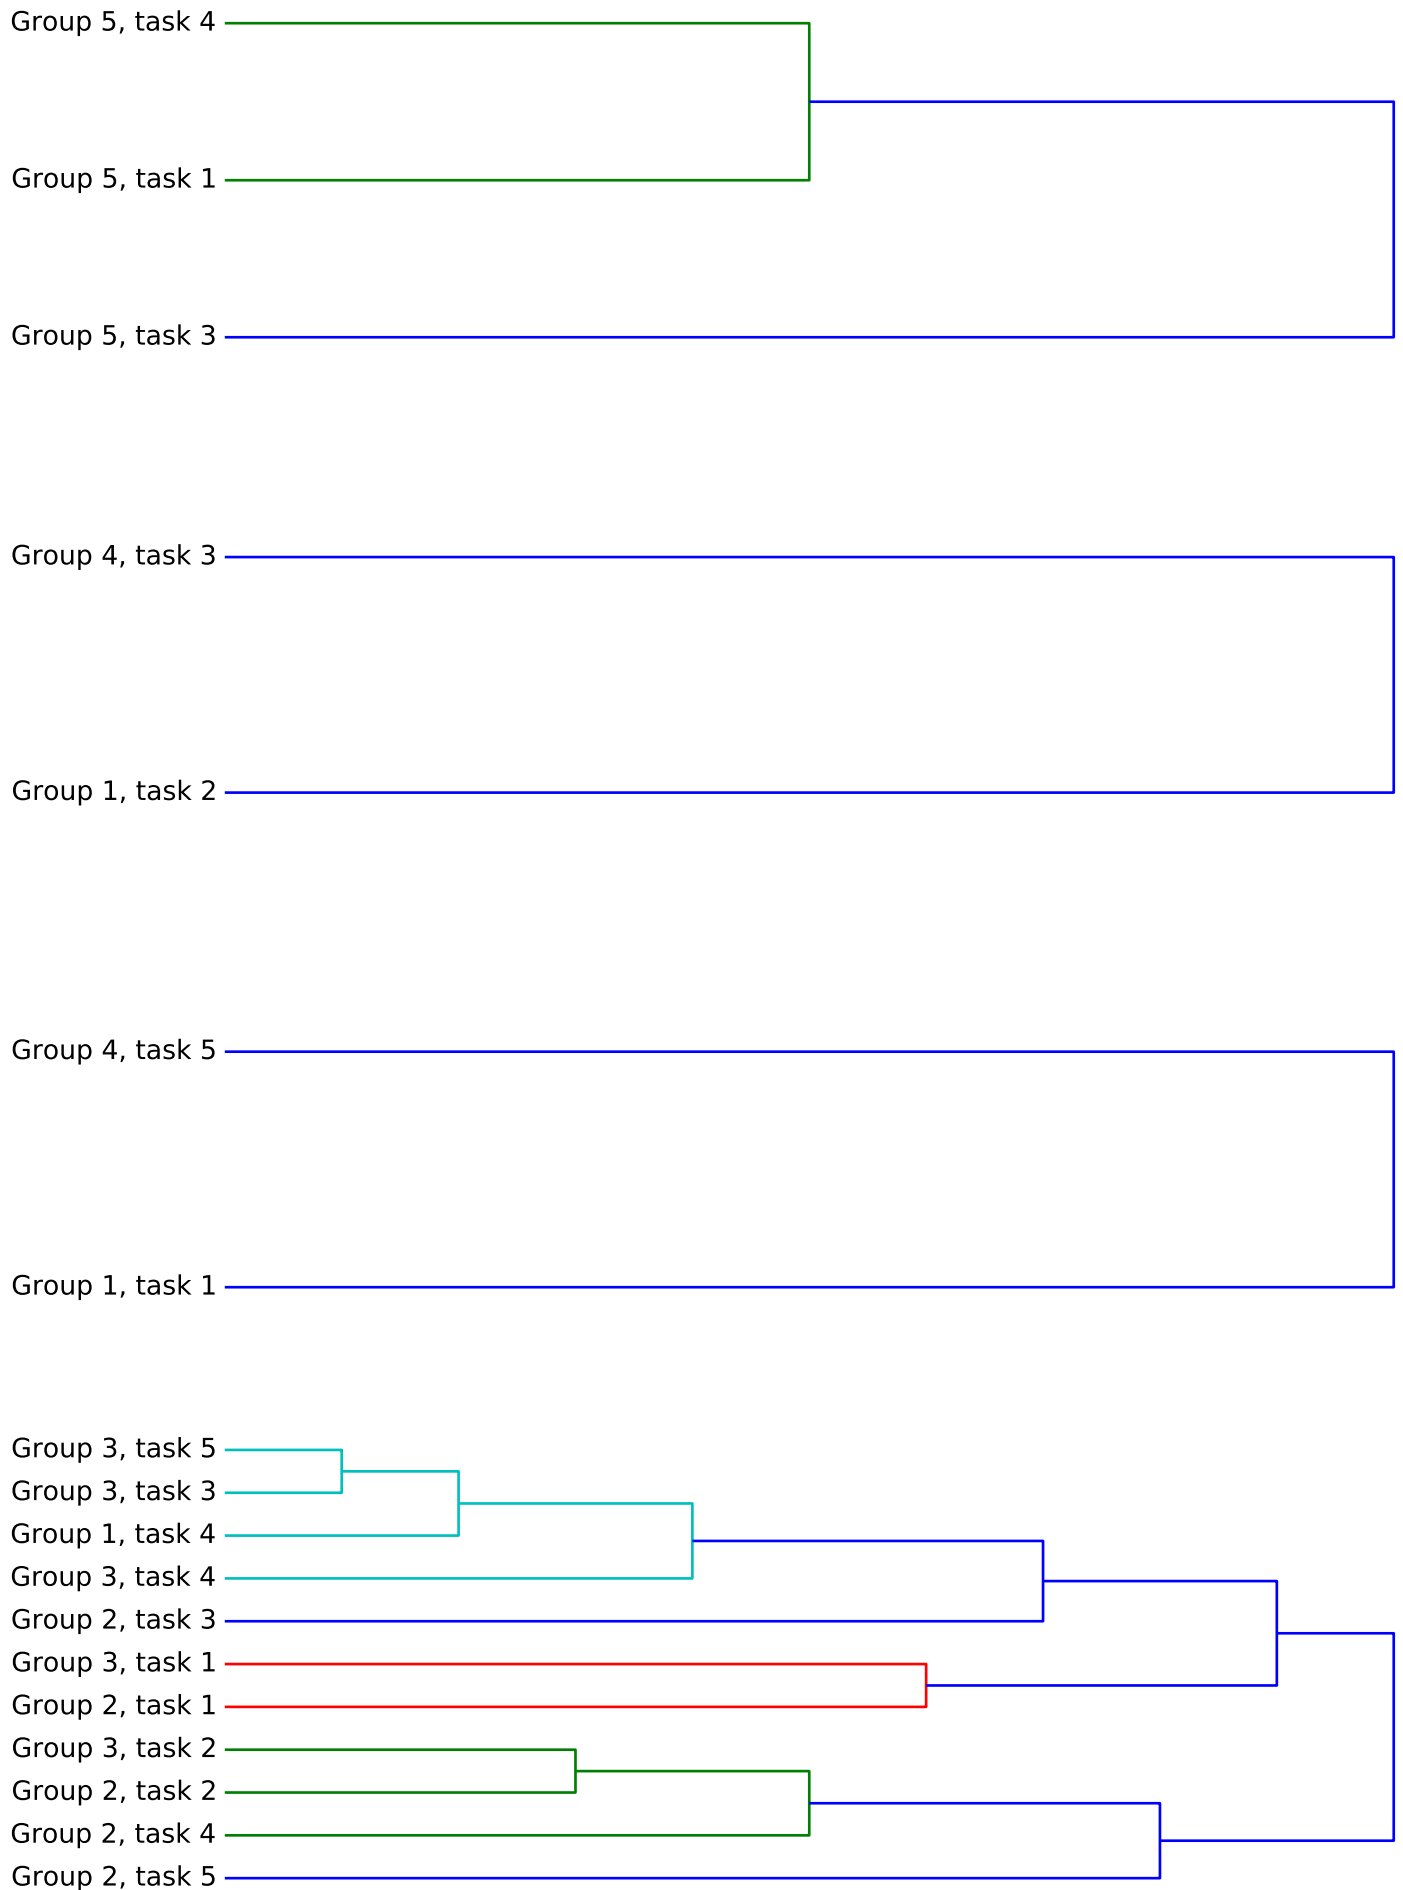 Group 5, task 4
Group 5, task 1
Group 5, task 3
Group 4, task 3
Group 1, task 2
Group 4, task 5
Group 1, task 1
Group 3, task 5
Group 3, task 3
Group 1, task 4
Group 3, task 4
Group 2, task 3
Group 3, task 1
Group 2, task 1
Group 3, task 2
Group 2, task 2
Group 2, task 4
Group 2, task 5